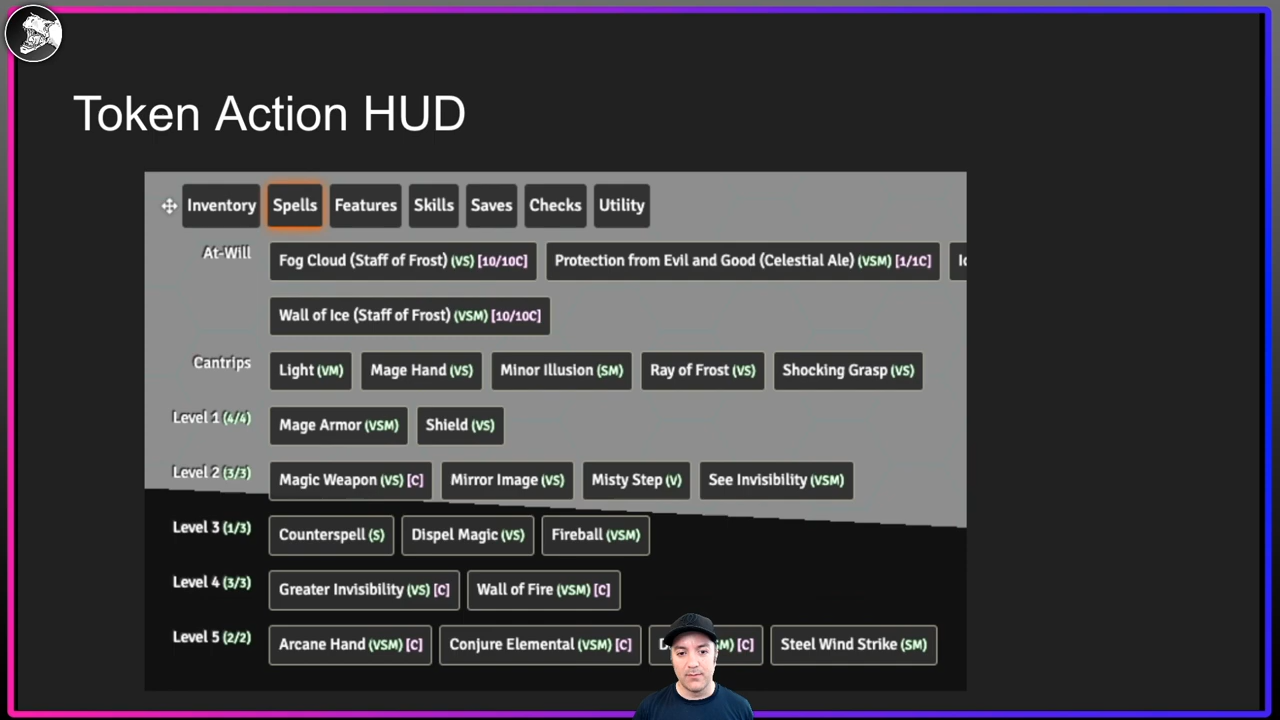 Token Action HUD
Inventory Spells Features Skills Saves Checks Utility
At-Will Fog Cloud (Staff of Frost) (VS) [10/10C] Protection from Evil and Good (Celestial Ale) (VSM) [1/1C]
Wall of Ice (Staff of Frost) (VSM) [10/10C]
Cantrips Light (VM) Mage Hand (VS) Minor Illusion (SM) Ray of Frost (VS) Shocking Grasp (VS)
Level 1 (4/4) Mage Armor (VSM) Shield (VS)
Level 2 (3/3) Magic Weapon (VS) [C] Mirror Image (VS) Misty Step (V) See Invisibility (VSM)
Level 3 (1/3) Counterspell (S) Dispel Magic (VS) Fireball (VSM)
Level 4 (3/3) Greater Invisibility (VS) [C] Wall of Fire (VSM) [C]
Level 5 (2/2) Arcane Hand (VSM) [C] Conjure Elemental (VSM) [C] [C] Steel Wind Strike (SM)